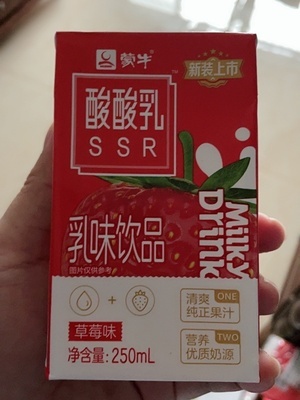 蒙牛
新装上市
酸酸乳
SSR
Milky Drink
乳味饮品
图片仅供参考
+
草莓味
净含量:250mL
清爽 ONE
纯正果汁
营养 TWO
优质奶源